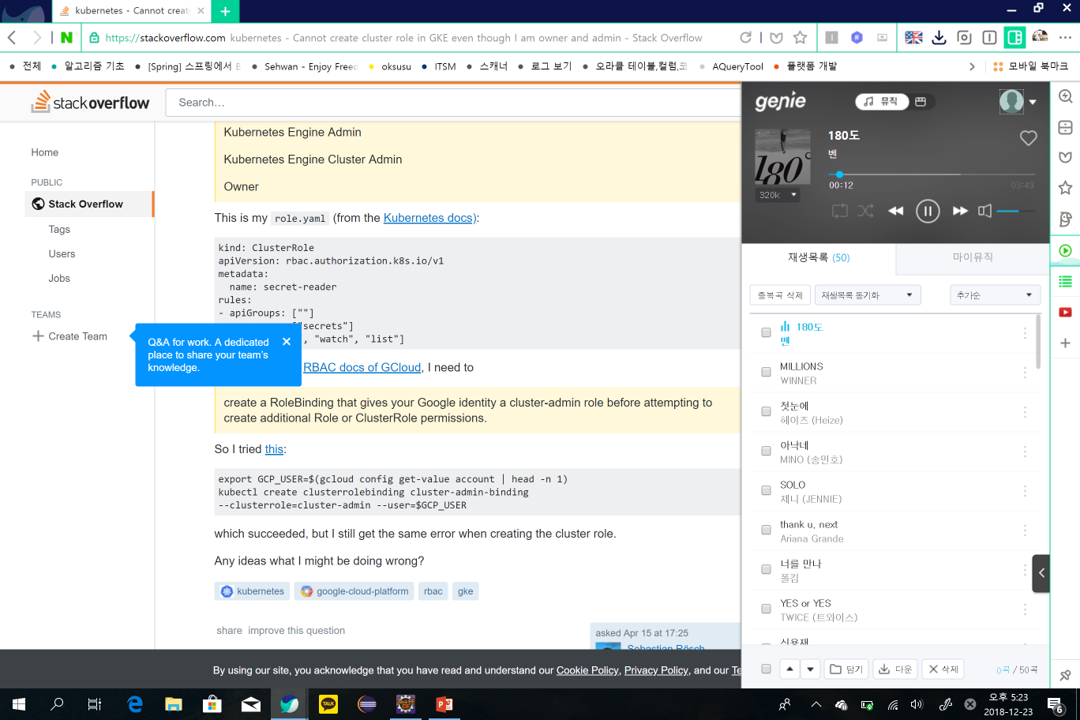 kubernetes - Cannot creat
https://stackoverflow.com kubernetes - Cannot create cluster role in GKE even though I am owner and admin - Stack Overflow
전체
알고리즘 기초
[Spring] 스프링에서
Sehwan - Enjoy Free
oksusu
ITSM
스캐너
로그 보기
오라클 테이블,컬럼,코
AQueryTool
플랫폼 개발
모바일 북마크
stackoverflow
Search…
Home
PUBLIC
Stack Overflow
Tags
Users
Jobs
TEAMS
Create Team
Q&A for work. A dedicated
place to share your team's
knowledge.
Kubernetes Engine Admin
Kubernetes Engine Cluster Admin
Owner
This is my role.yaml (from the Kubernetes docs):
kind: ClusterRole
apiVersion: rbac.authorization.k8s.io/v1
metadata:
name: secret-reader
rules:
- apiGroups: [""]
secrets"]
, "watch", "list"]
RBAC docs of GCloud, I need to
create a RoleBinding that gives your Google identity a cluster-admin role before attempting to
create additional Role or ClusterRole permissions.
So I tried this:
export GCP_USER=$(gcloud config get-value account | head -n 1)
kubectl create clusterrolebinding cluster-admin-binding
--clusterrole=cluster-admin --user=$GCP_USER
which succeeded, but I still get the same error when creating the cluster role.
Any ideas what I might be doing wrong?
kubernetes
google-cloud-platform
rbac
gke
share improve this question
asked Apr 15 at 17:25
Sebastian Rösch
By using our site, you acknowledge that you have read and understand our Cookie Policy, Privacy Policy, and our Te
genie
뮤직
180°
180도
벤
00:12
03:49
320k
재생목록 (50)
마이뮤직
중복곡 삭제
재생목록 동기화
추가순
180도
벤
MILLIONS
WINNER
첫눈에
헤이즈 (Heize)
아낙네
MINO (송민호)
SOLO
제니 (JENNIE)
thank u, next
Ariana Grande
너를 만나
폴킴
YES or YES
TWICE (트와이스)
신용재
담기
다운
삭제
0곡 / 50곡
오후 5:23
2018-12-23
6